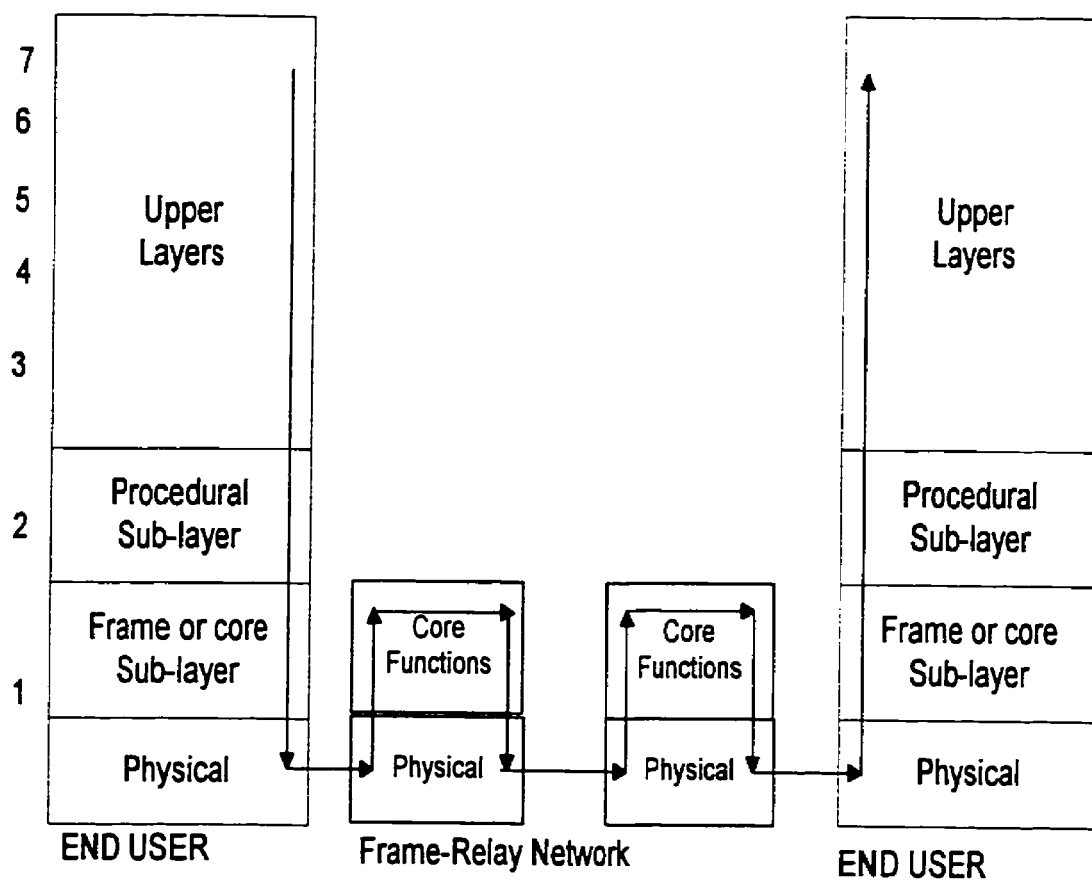 7
6
5
4
3
2
1
Upper
Layers
Procedural
Sub-layer
Frame or core
Sub-layer
Physical
END USER
Core
Functions
Physical
Frame-Relay Network
Core
Functions
Physical
Upper
Layers
Procedural
Sub-layer
Frame or core
Sub-layer
Physical
END USER